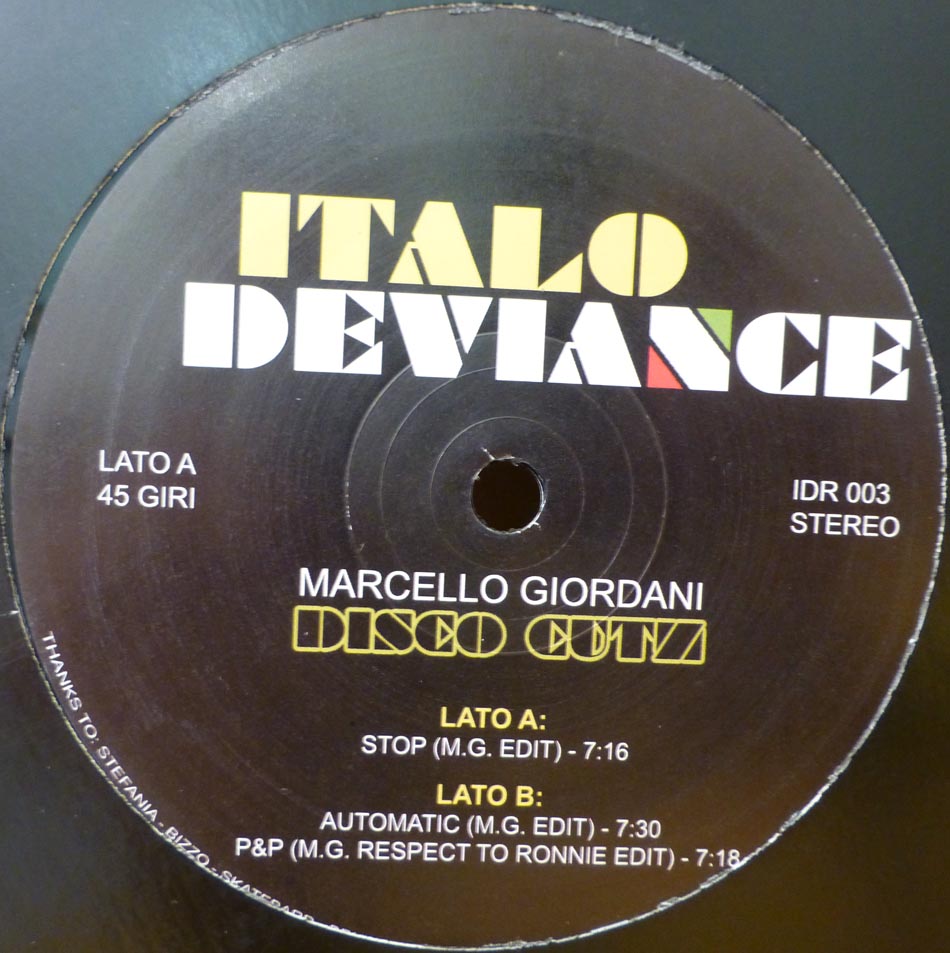 ITALO
DEVIANCE
LATO A
45 GIRI
IDR 003
STEREO
MARCELLO GIORDANI
DISCO CUTZ
LATO A:
STOP (M.G. EDIT) - 7:16
LATO B:
AUTOMATIC (M.G. EDIT) - 7:30
P&P (M.G. RESPECT TO RONNIE EDIT) - 7:18
THANKS TO: STEFANIA - BIZZO -